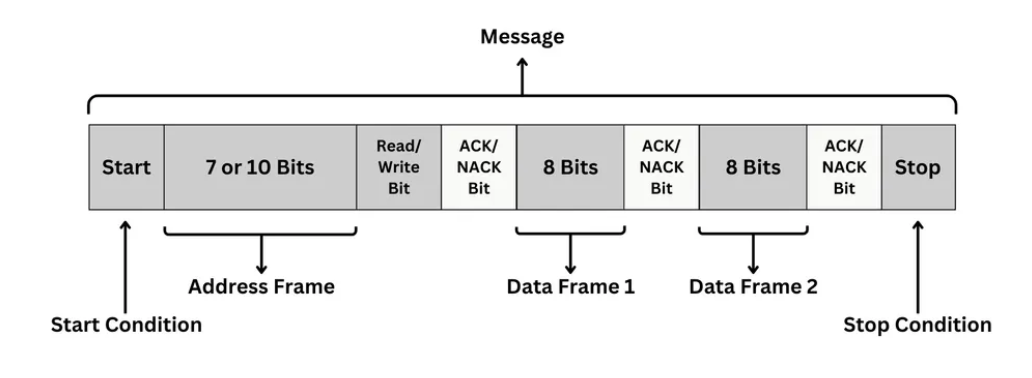 Message
Start
7 or 10 Bits
Read/
Write
Bit
ACK/
NACK
Bit
8 Bits
ACK/
NACK
Bit
8 Bits
ACK/
NACK
Bit
Stop
Address Frame
Data Frame 1
Data Frame 2
Start Condition
Stop Condition